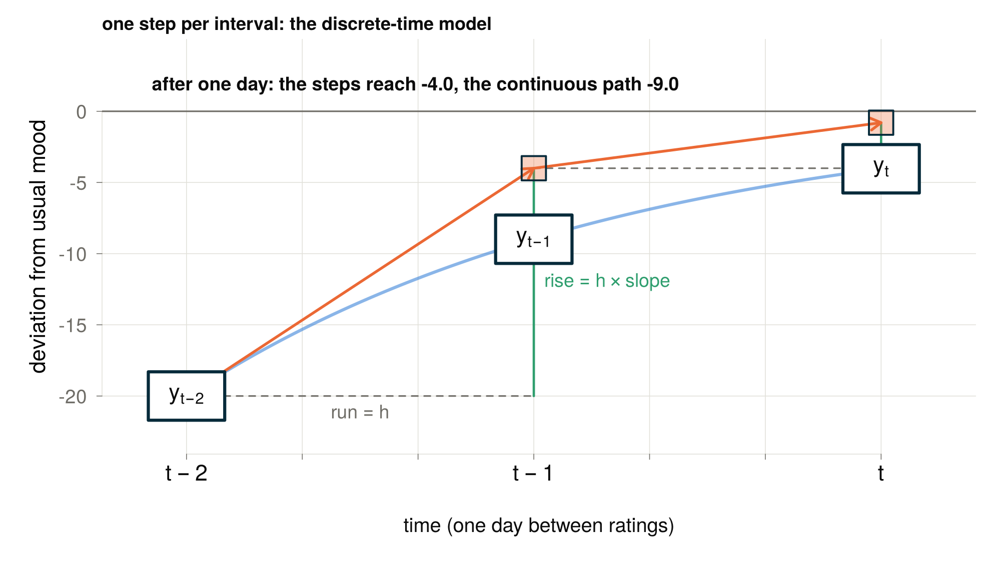 one step per interval: the discrete-time model
after one day: the steps reach -4.0, the continuous path -9.0
deviation from usual mood
0
-5
-10
-15
-20
yₜ
yₜ₋₁
rise = h × slope
yₜ₋₂
run = h
t − 2
t − 1
t
time (one day between ratings)